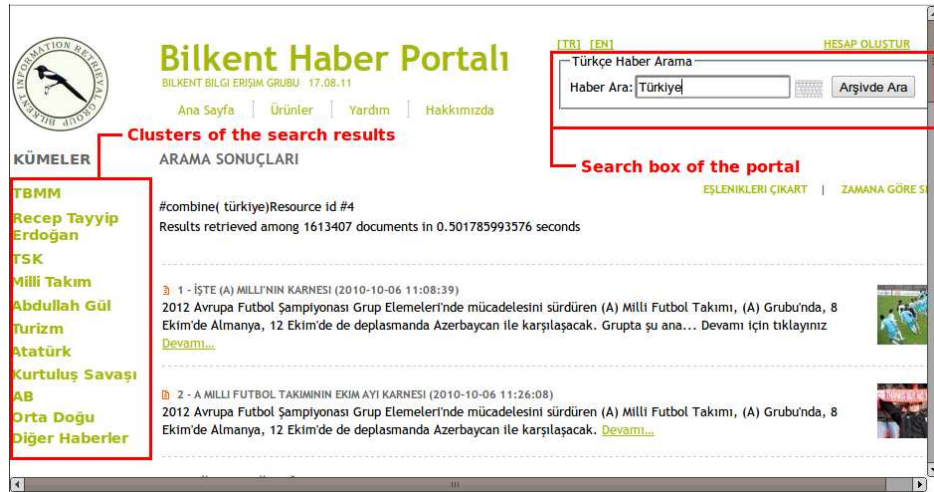 INFORMATION RETRIEVAL
BILKENT GROUP
Bilkent Haber Portalı
BILKENT BILGI ERIŞIM GRUBU 17.08.11
Ana Sayfa Ürünler Yardım Hakkımızda
[TR] [EN] HESAP OLUŞTUR
Türkçe Haber Arama
Haber Ara: Türkiye Arşivde Ara
Clusters of the search results
Search box of the portal
KÜMELER
TBMM
Recep Tayyip
Erdoğan
TSK
Milli Takım
Abdullah Gül
Turizm
Atatürk
Kurtuluş Savaşı
AB
Orta Doğu
Diğer Haberler
ARAMA SONUÇLARI
EŞLENIKLERI ÇIKART | ZAMANA GÖRE
#combine( türkiye)Resource id #4
Results retrieved among 1613407 documents in 0.501785993576 seconds
1 - İŞTE (A) MILLI'NIN KARNESI (2010-10-06 11:08:39)
2012 Avrupa Futbol Şampiyonası Grup Elemeleri'nde mücadelesini sürdüren (A) Milli Futbol Takımı, (A) Grubu'nda, 8
Ekim'de Almanya, 12 Ekim'de de deplasmanda Azerbaycan ile karşılaşacak. Grupta şu ana... Devamı için tıklayınız
Devamı...
2 - A MILLI FUTBOL TAKIMININ EKIM AYI KARNESI (2010-10-06 11:26:08)
2012 Avrupa Futbol Şampiyonası Grup Elemeleri'nde mücadelesini sürdüren (A) Milli Futbol Takımı, (A) Grubu'nda, 8
Ekim'de Almanya, 12 Ekim'de de deplasmanda Azerbaycan ile karşılaşacak. Devamı...